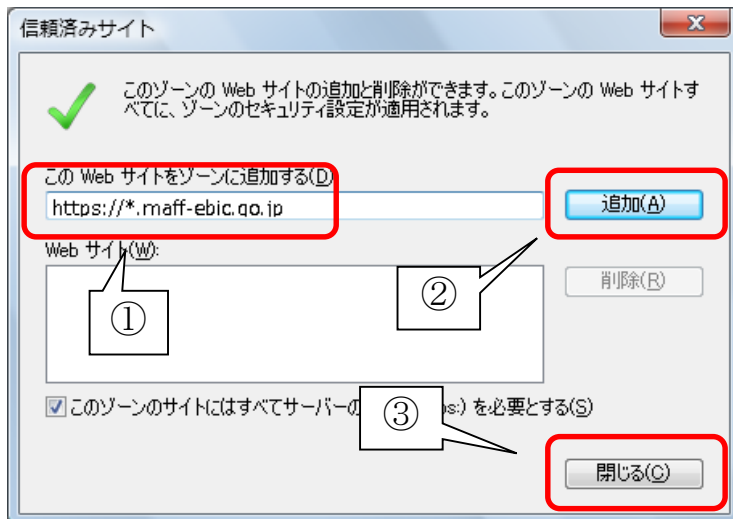 信頼済みサイト
このゾーンの Web サイトの追加と削除ができます。このゾーンの Web サイトす
べてに、ゾーンのセキュリティ設定が適用されます。
この Web サイトをゾーンに追加する(D)
https://*.maff-ebic.go.jp
追加(A)
Web サイト(W):
②
削除(R)
①
このゾーンのサイトにはすべてサーバーの
③
s:) を必要とする(S)
閉じる(C)